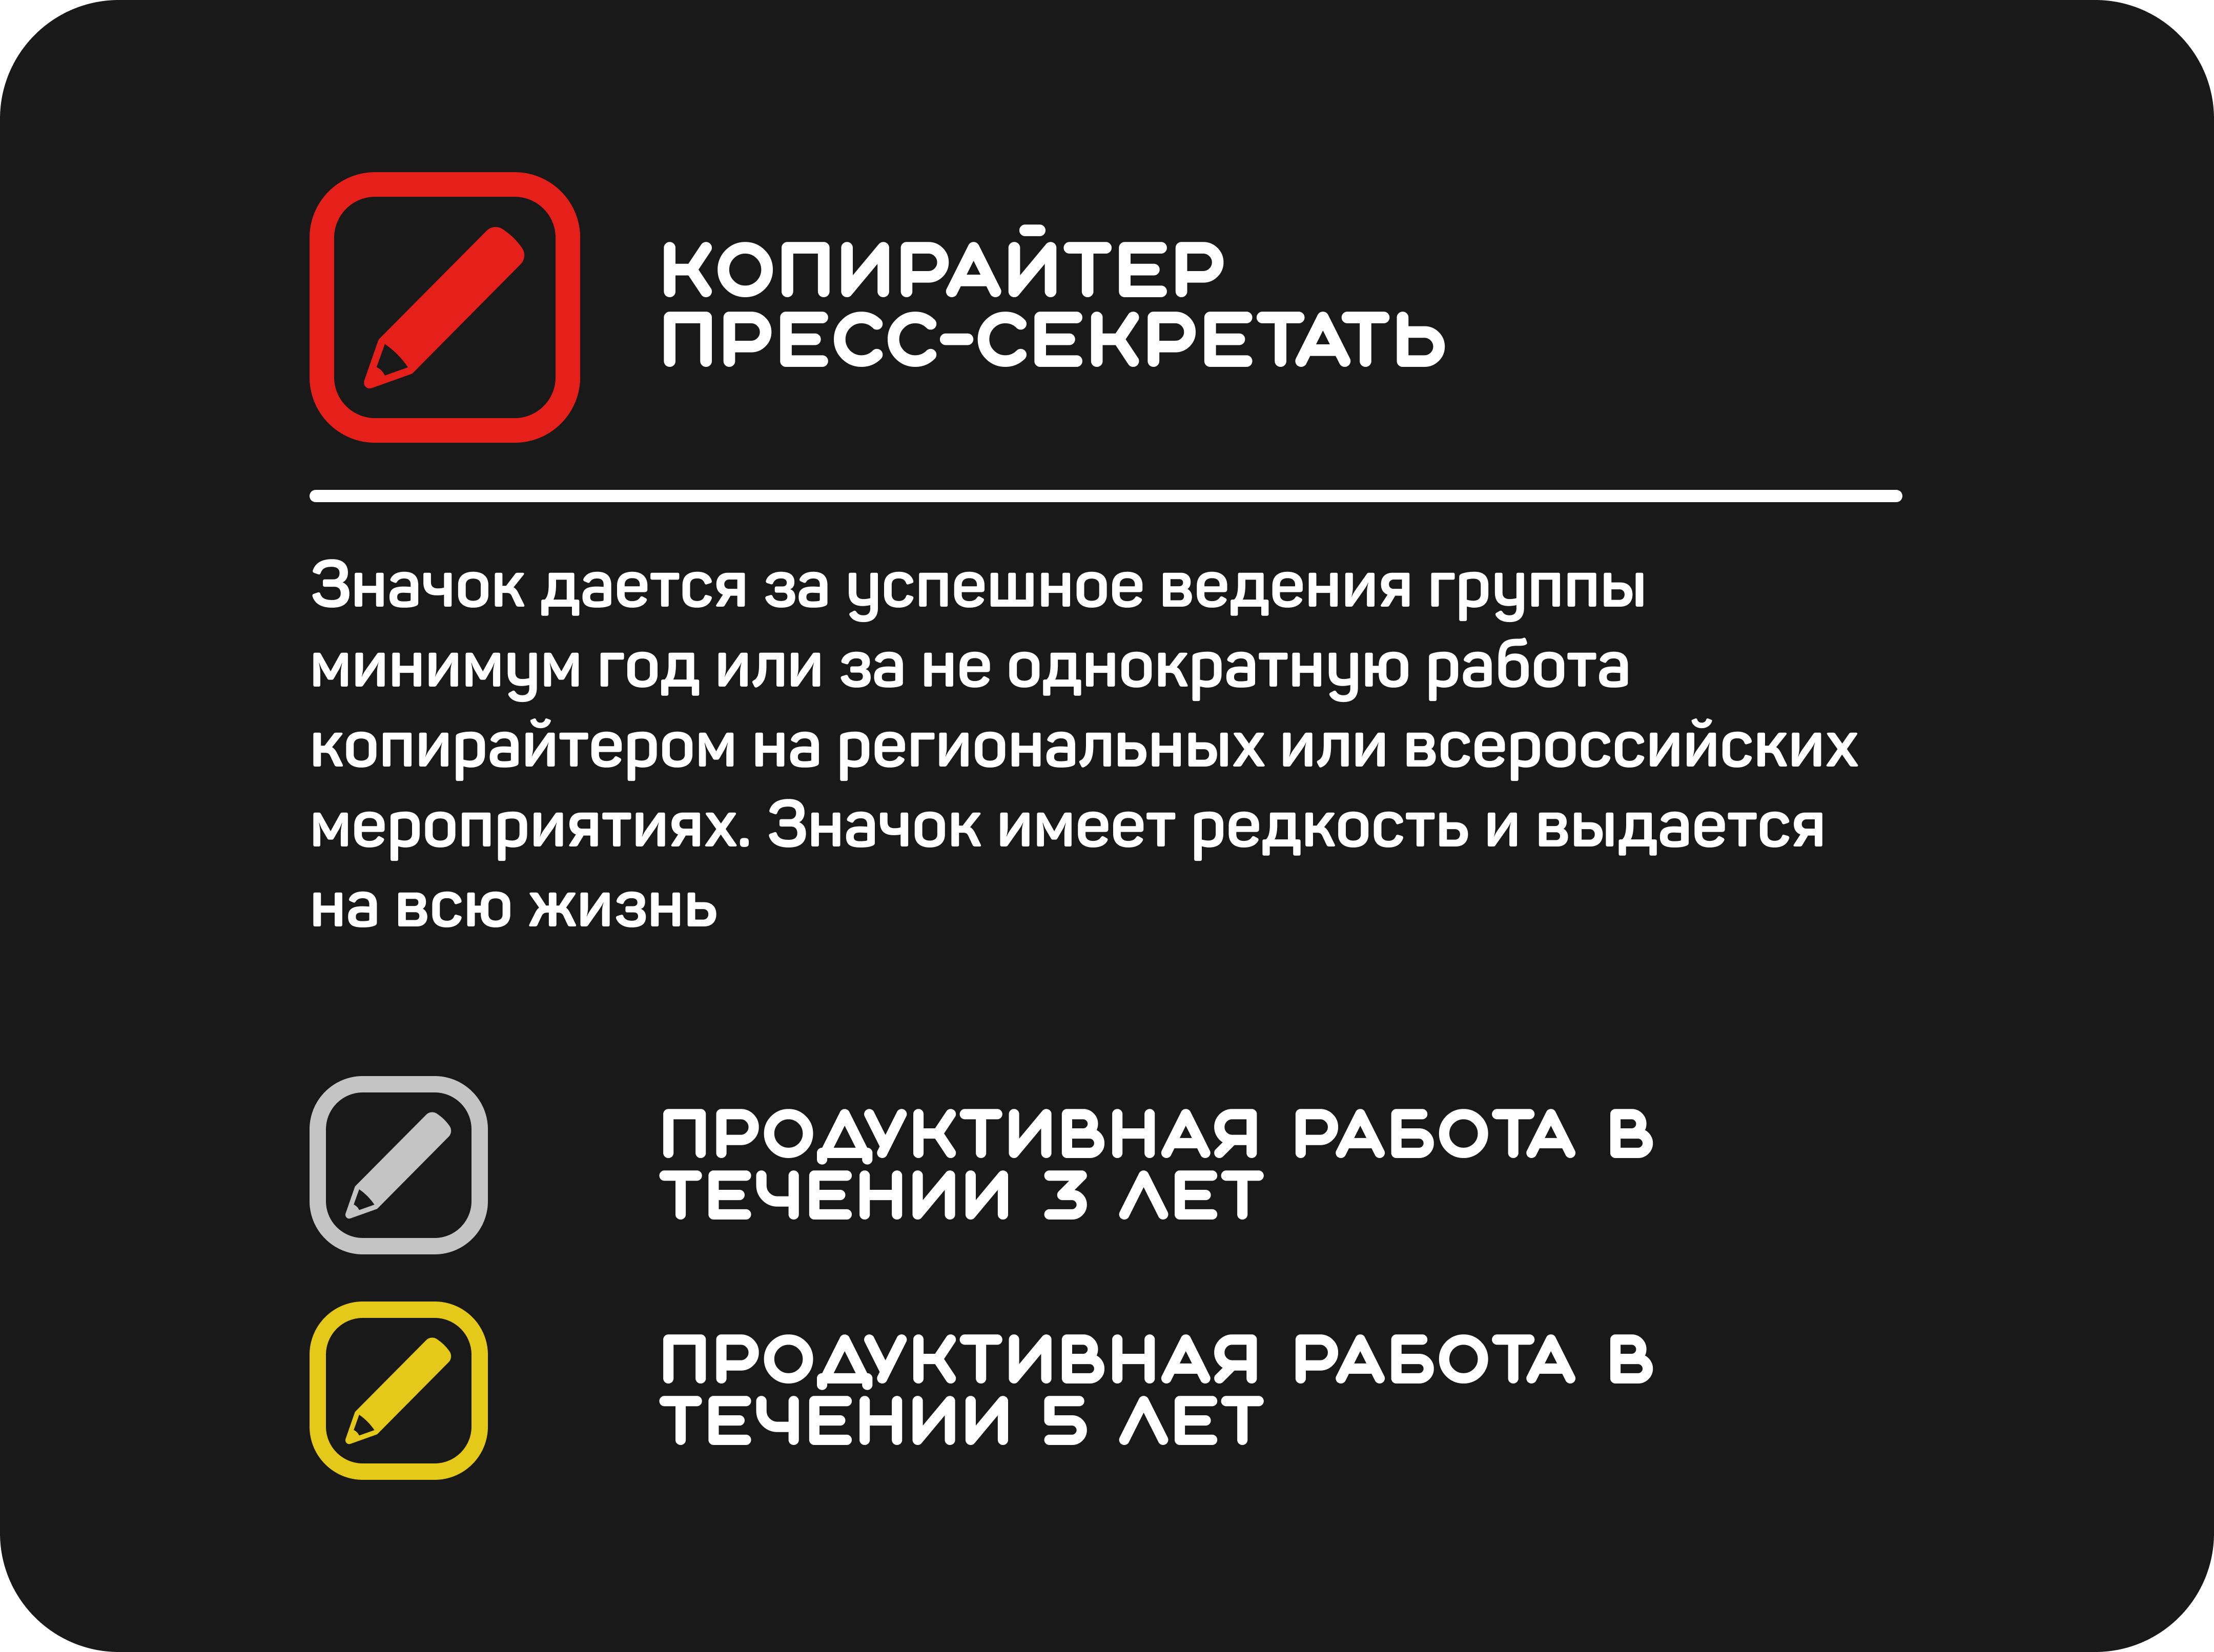 КОПИРАЙТЕР
ПРЕСС-СЕКРЕТАТЬ
Значок дается за успешное ведения группы
минимум год или за не однократную работа
копирайтером на региональных или всероссийских
мероприятиях. Значок имеет редкость и выдается
на всю жизнь
ПРОДУКТИВНАЯ РАБОТА В
ТЕЧЕНИИ 3 ЛЕТ
ПРОДУКТИВНАЯ РАБОТА В
ТЕЧЕНИИ 5 ЛЕТ